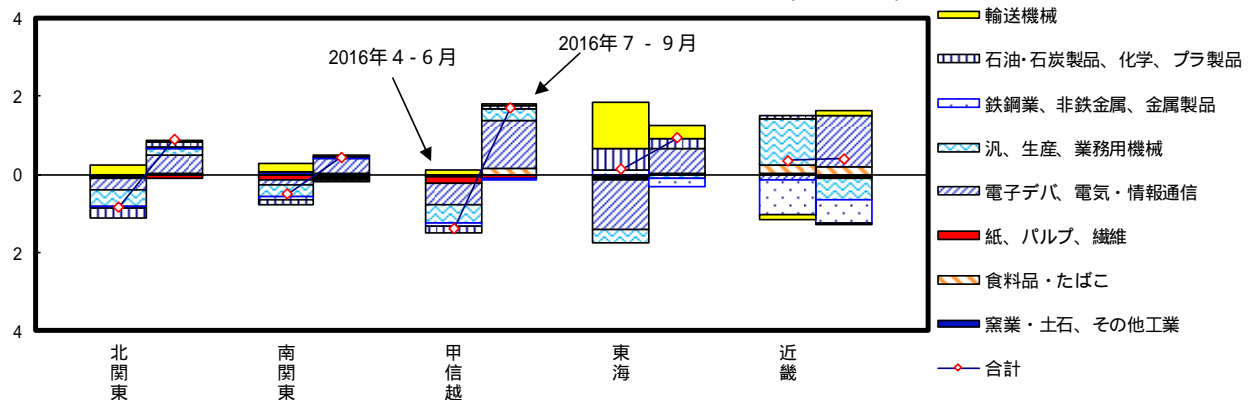 4
2
0
2
4
2016年4-6月
2016年7 - 9月
北関東
南関東
甲信越
東海
近畿
輸送機械
石油・石炭製品、化学、プラ製品
鉄鋼業、非鉄金属、金属製品
汎、生産、業務用機械
電子デバ、電気・情報通信
紙、パルプ、繊維
食料品・たばこ
窯業・土石、その他工業
合計